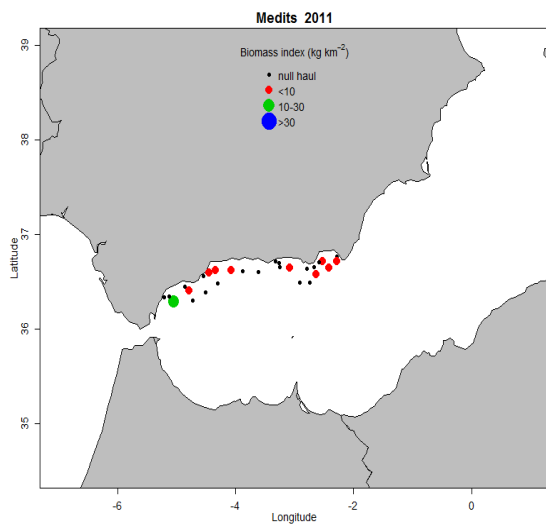 Medits 2011
Biomass index (kg km⁻²)
null haul
<10
10-30
>30
39
38
37
36
35
Latitude
-6
-4
-2
0
Longitude